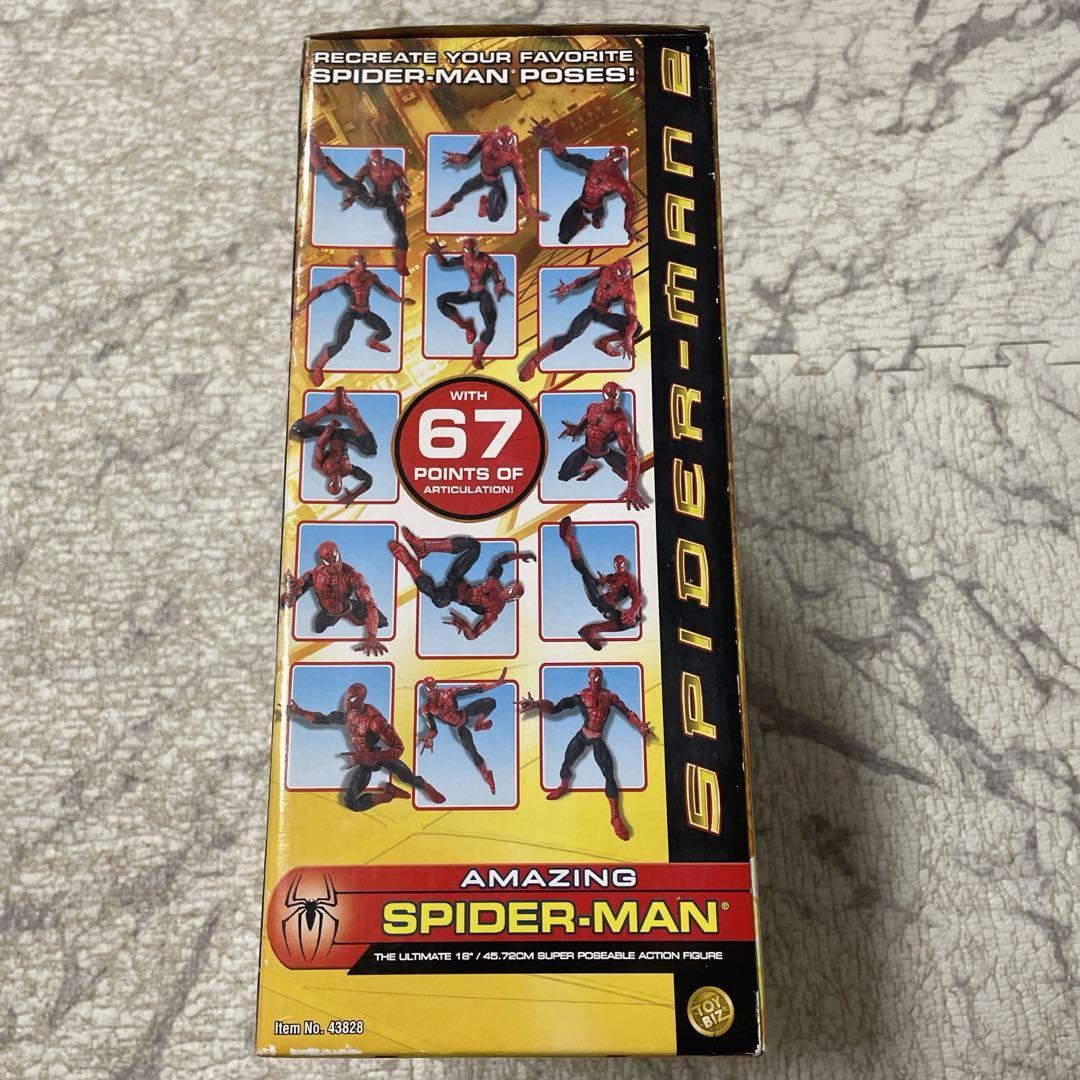 RECREATE YOUR FAVORITE
SPIDER-MAN® POSES!
SPIDER-MAN 2™
WITH
67
POINTS OF
ARTICULATION!
AMAZING
SPIDER-MAN®
THE ULTIMATE 18" / 45.72CM SUPER POSEABLE ACTION FIGURE
TOY
BIZ
Item No. 43828